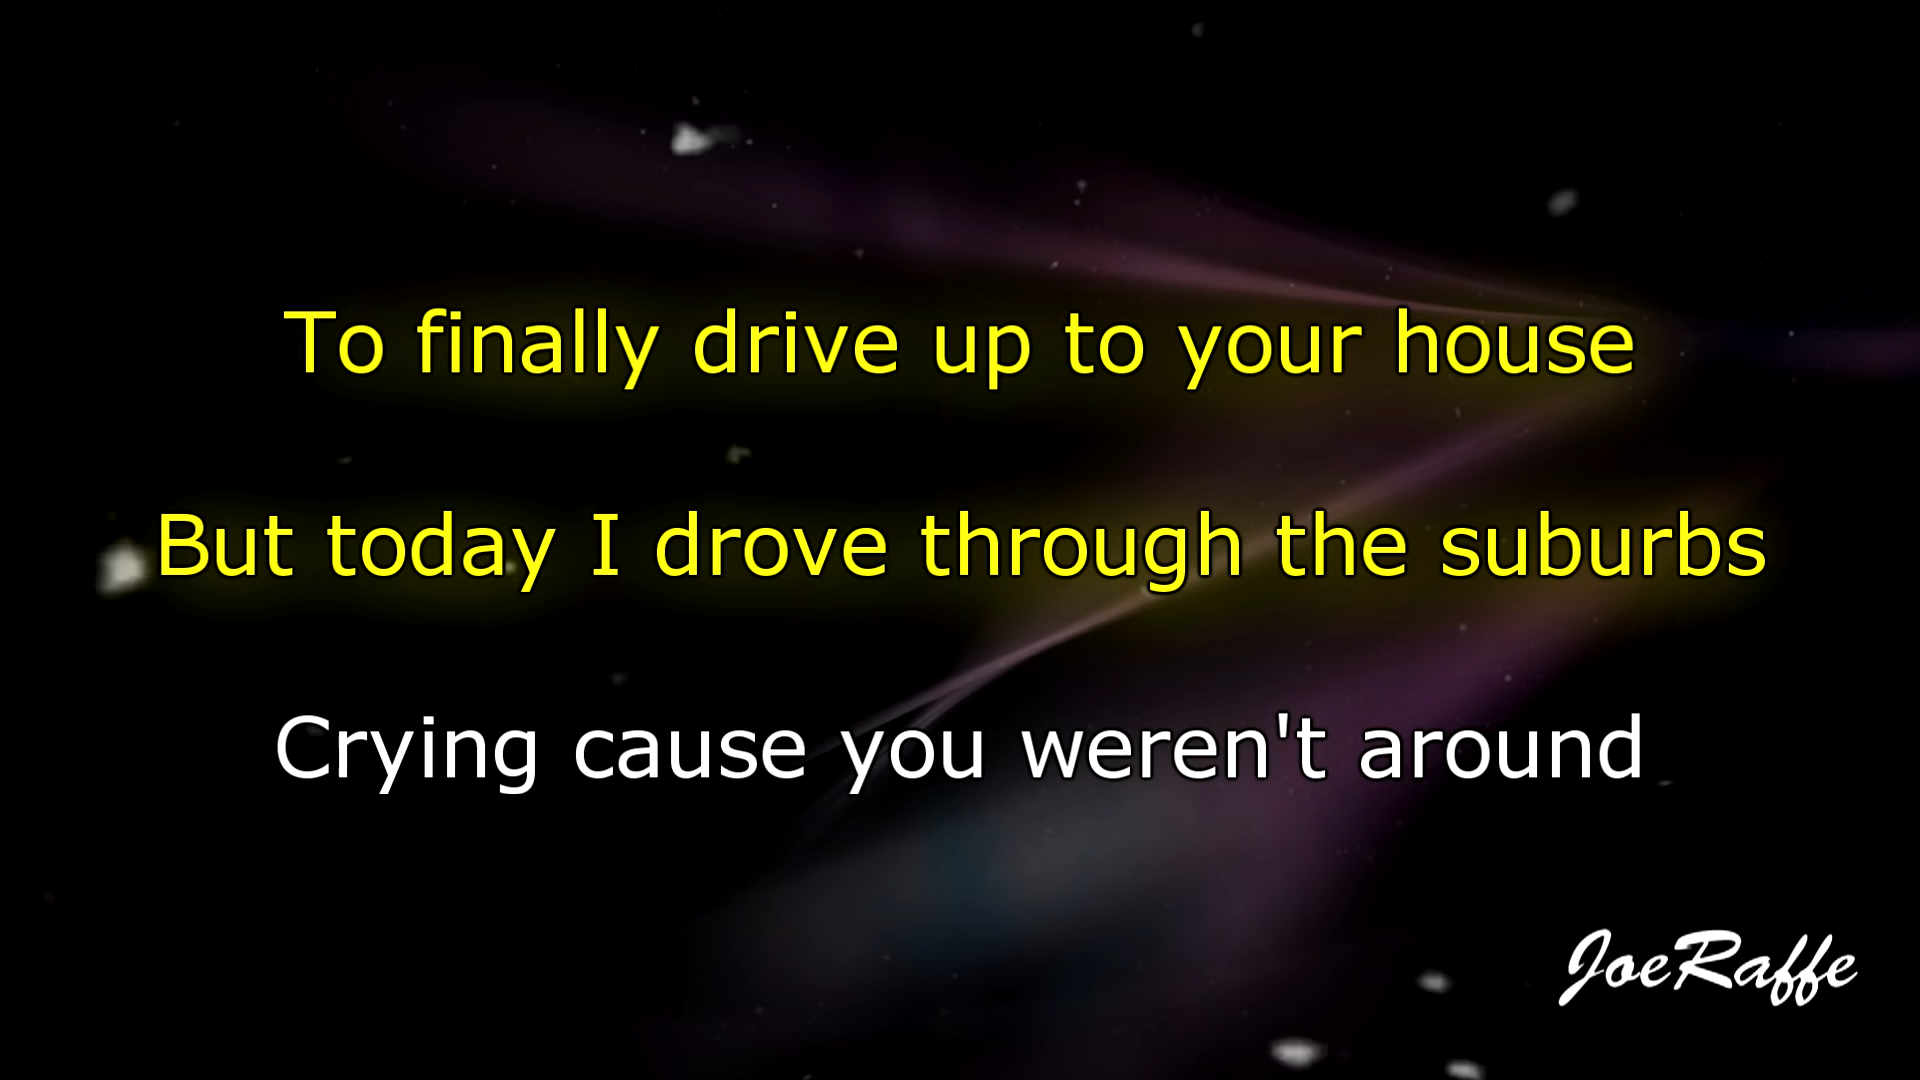 To finally drive up to your house
But today I drove through the suburbs
Crying cause you weren't around
JoeRaffe